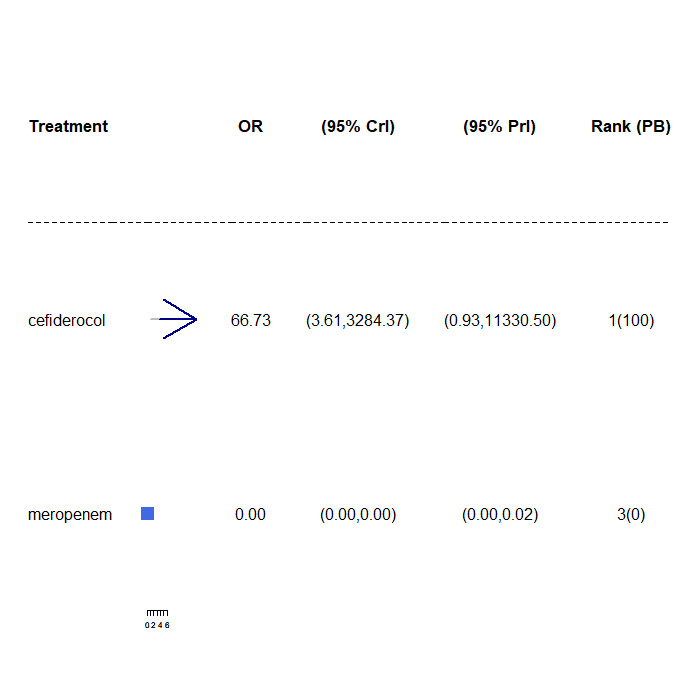 Treatment OR (95% CrI) (95% PrI) Rank (PB)
cefiderocol 66.73 (3.61,3284.37) (0.93,11330.50) 1(100)
meropenem 0.00 (0.00,0.00) (0.00,0.02) 3(0)
0 2 4 6